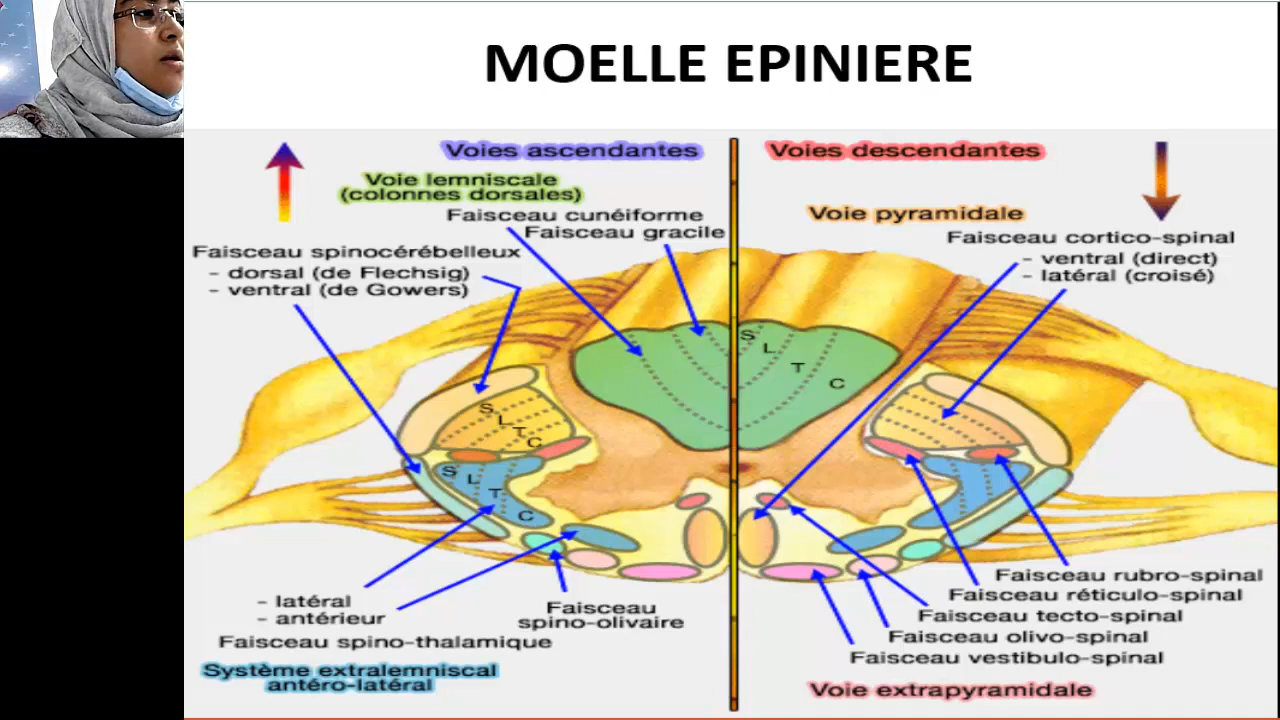 MOELLE EPINIERE
Voies ascendantes
Voie lemniscale
(colonnes dorsales)
Faisceau cunéiforme
Faisceau gracile
Faisceau spinocérébelleux
- dorsal (de Flechsig)
- ventral (de Gowers)
Voies descendantes
Voie pyramidale
Faisceau cortico-spinal
- ventral (direct)
- latéral (croisé)
S
L
T
C
S
L
T
C
S
L
T
C
- latéral
- antérieur
Faisceau spino-thalamique
Système extralemniscal
antéro-latéral
Faisceau
spino-olivaire
Faisceau rubro-spinal
Faisceau réticulo-spinal
Faisceau tecto-spinal
Faisceau olivo-spinal
Faisceau vestibulo-spinal
Voie extrapyramidale